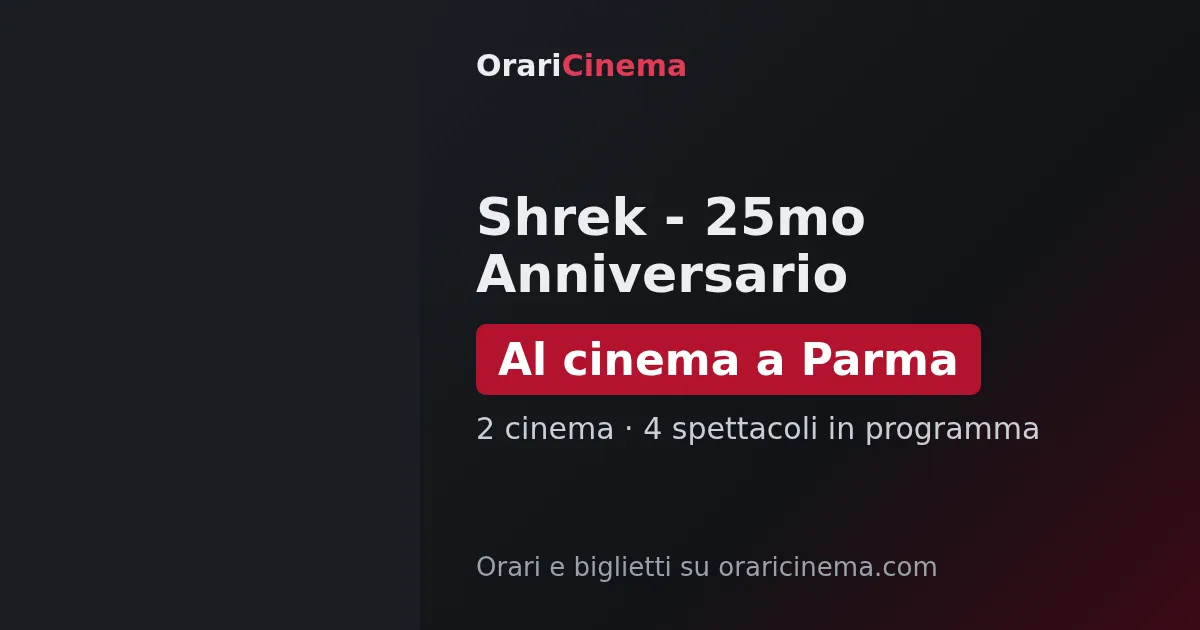 OrariCinema
Shrek - 25mo
Anniversario
Al cinema a Parma
2 cinema · 4 spettacoli in programma
Orari e biglietti su oraricinema.com